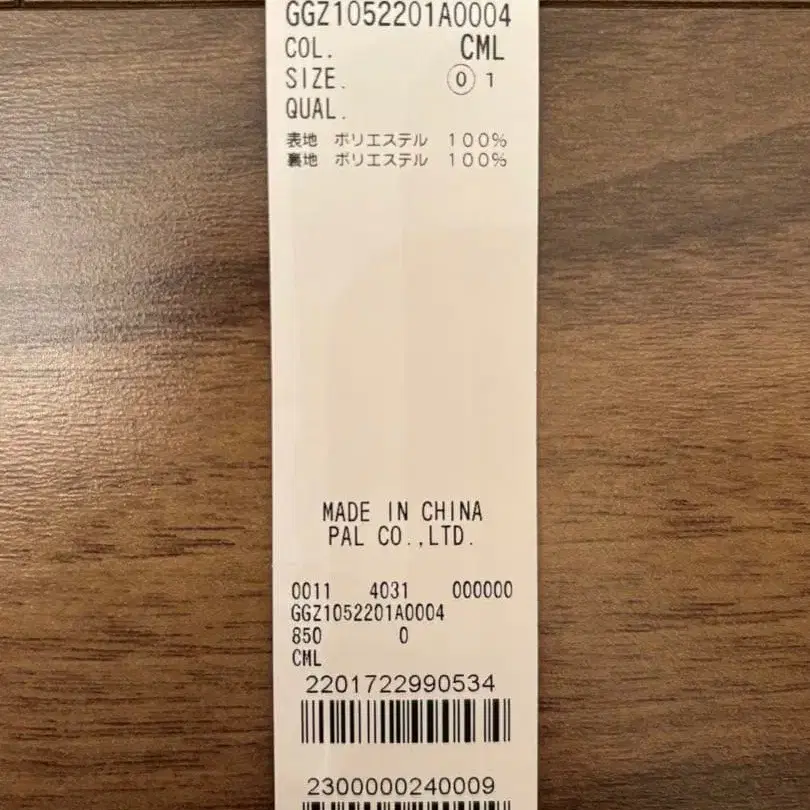 GGZ1052201A0004
COL. CML
SIZE. 0 1
QUAL.
表地 ポリエステル 100%
裏地 ポリエステル 100%
MADE IN CHINA
PAL CO.,LTD.
0011 4031 000000
GGZ1052201A0004
850 0
CML
2201722990534
2300000240009